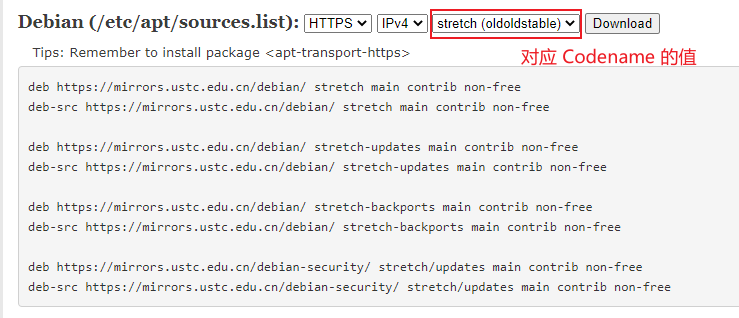 Debian (/etc/apt/sources.list): HTTPS IPv4 stretch (oldoldstable) Download
Tips: Remember to install package <apt-transport-https>
对应 Codename 的值
deb https://mirrors.ustc.edu.cn/debian/ stretch main contrib non-free
deb-src https://mirrors.ustc.edu.cn/debian/ stretch main contrib non-free
deb https://mirrors.ustc.edu.cn/debian/ stretch-updates main contrib non-free
deb-src https://mirrors.ustc.edu.cn/debian/ stretch-updates main contrib non-free
deb https://mirrors.ustc.edu.cn/debian/ stretch-backports main contrib non-free
deb-src https://mirrors.ustc.edu.cn/debian/ stretch-backports main contrib non-free
deb https://mirrors.ustc.edu.cn/debian-security/ stretch/updates main contrib non-free
deb-src https://mirrors.ustc.edu.cn/debian-security/ stretch/updates main contrib non-free